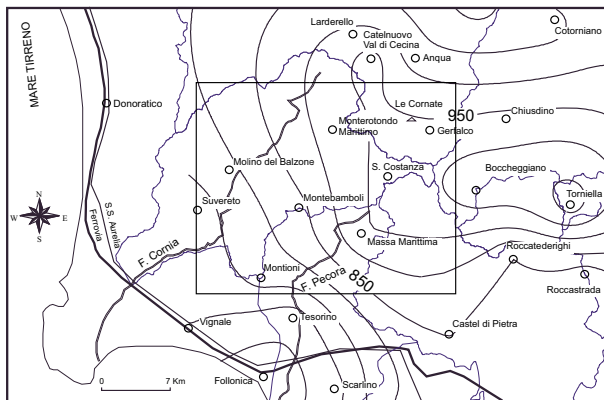 Larderello
Cotorniano
Catelnuovo
Val di Cecina
Anqua
MARE TIRRENO
Donoratico
Le Cornate
950
Chiusdino
Monterotondo
Marittimo
Gerfalco
Molino del Balzone
S. Costanza
Boccheggiano
Torniella
N
W
E
S
Suvereto
Montebamboli
S.S. Aurelia
Ferrovia
Massa Marittima
F. Cornia
Roccatederighi
Montioni
F. Pecora
850
Roccastrada
Vignale
Tesorino
Castel di Pietra
Follonica
Scarlino
0 7 Km